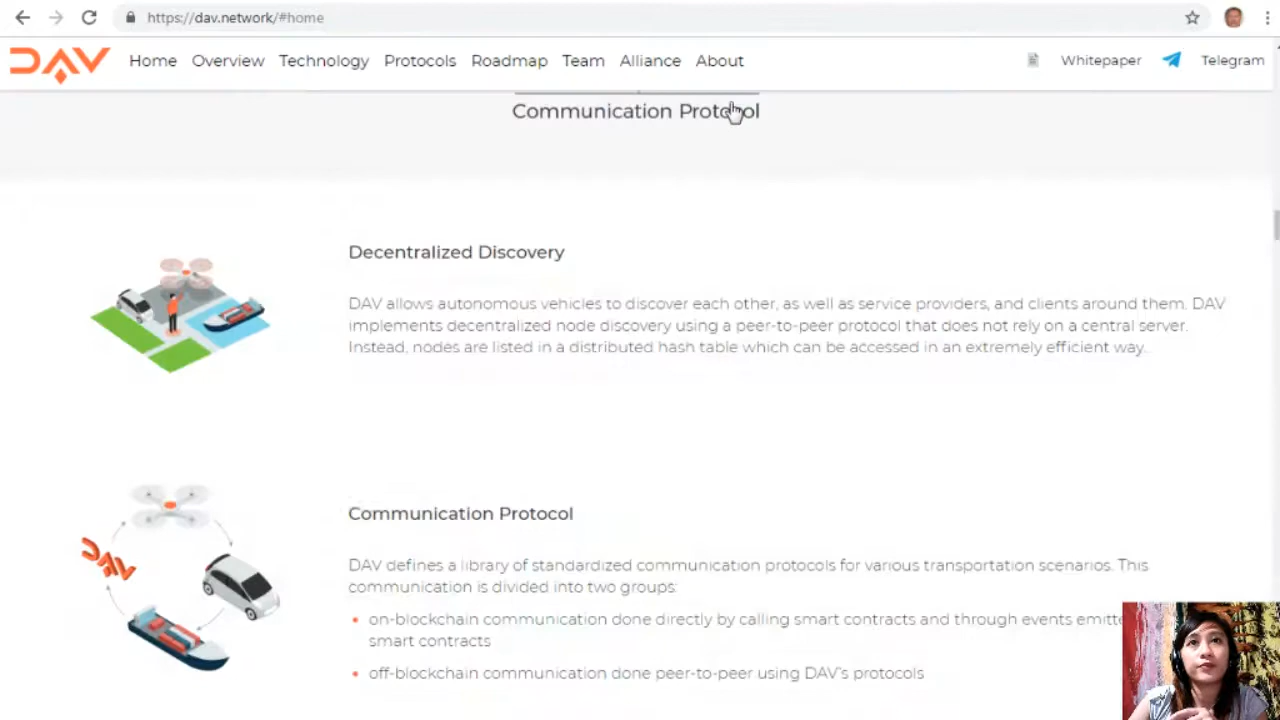 https://dav.network/#home
DAV Home Overview Technology Protocols Roadmap Team Alliance About Whitepaper Telegram
Communication Protocol
Decentralized Discovery
DAV allows autonomous vehicles to discover each other, as well as service providers, and clients around them. DAV
implements decentralized node discovery using a peer-to-peer protocol that does not rely on a central server.
Instead, nodes are listed in a distributed hash table which can be accessed in an extremely efficient way.
DAV
Communication Protocol
DAV defines a library of standardized communication protocols for various transportation scenarios. This
communication is divided into two groups:
on-blockchain communication done directly by calling smart contracts and through events
smart contracts
off-blockchain communication done peer-to-peer using DAV's protocols